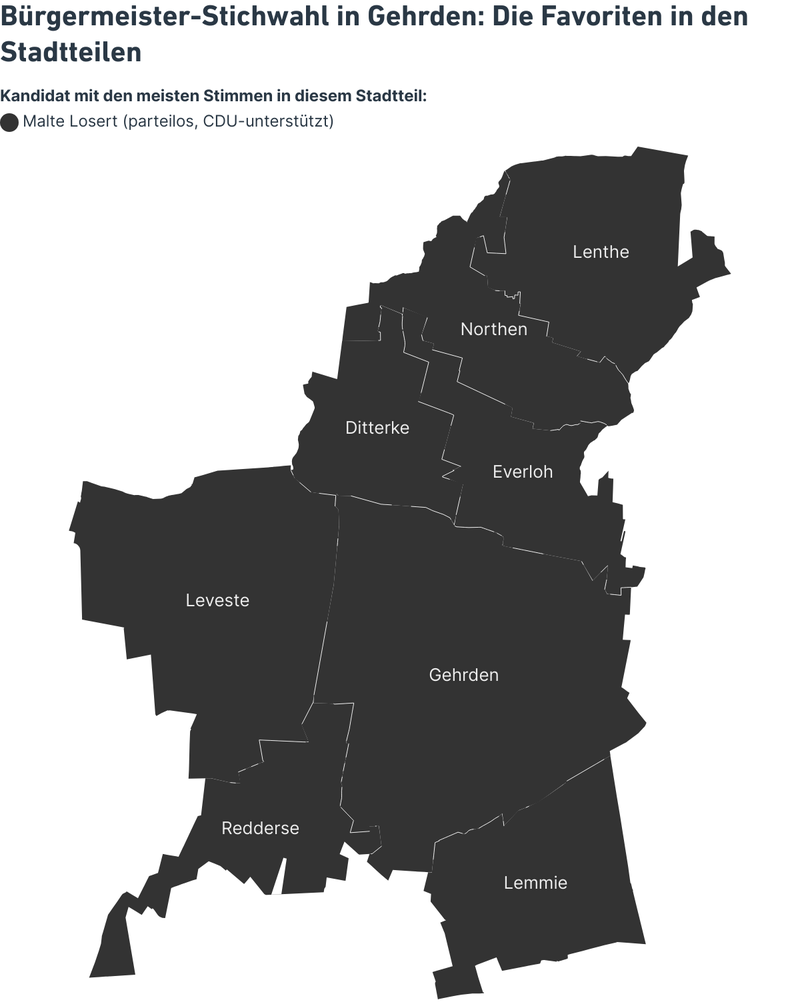 Bürgermeister-Stichwahl in Gehrden: Die Favoriten in den
Stadtteilen
Kandidat mit den meisten Stimmen in diesem Stadtteil:
Malte Losert (parteilos, CDU-unterstützt)
Lenthe
Northen
Ditterke
Everloh
Leveste
Gehrden
Redderse
Lemmie